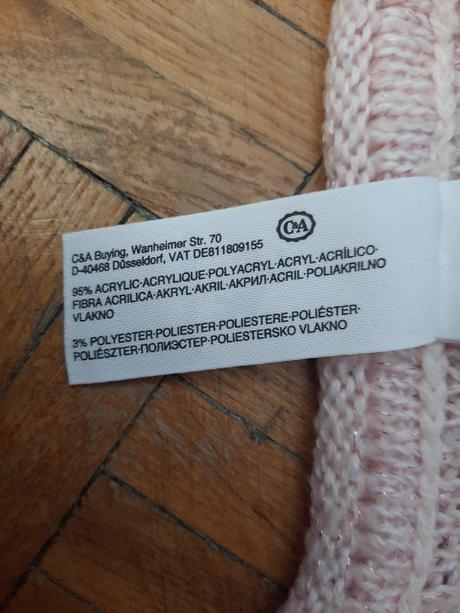 C&A
C&A Buying, Wanheimer Str. 70
D-40468 Düsseldorf, VAT DE811809155
95% ACRYLIC·ACRYLIQUE·POLYACRYL·ACRYL·ACRÍLICO·
FIBRA ACRILICA·AKRYL·AKRIL·АКРИЛ·ACRIL·POLIAKRILNO
VLAKNO
3% POLYESTER·POLIESTER·POLIESTERE·POLIÉSTER·
POLIÉSZTER·ПОЛИЭСТЕР·POLIESTERSKO VLAKNO